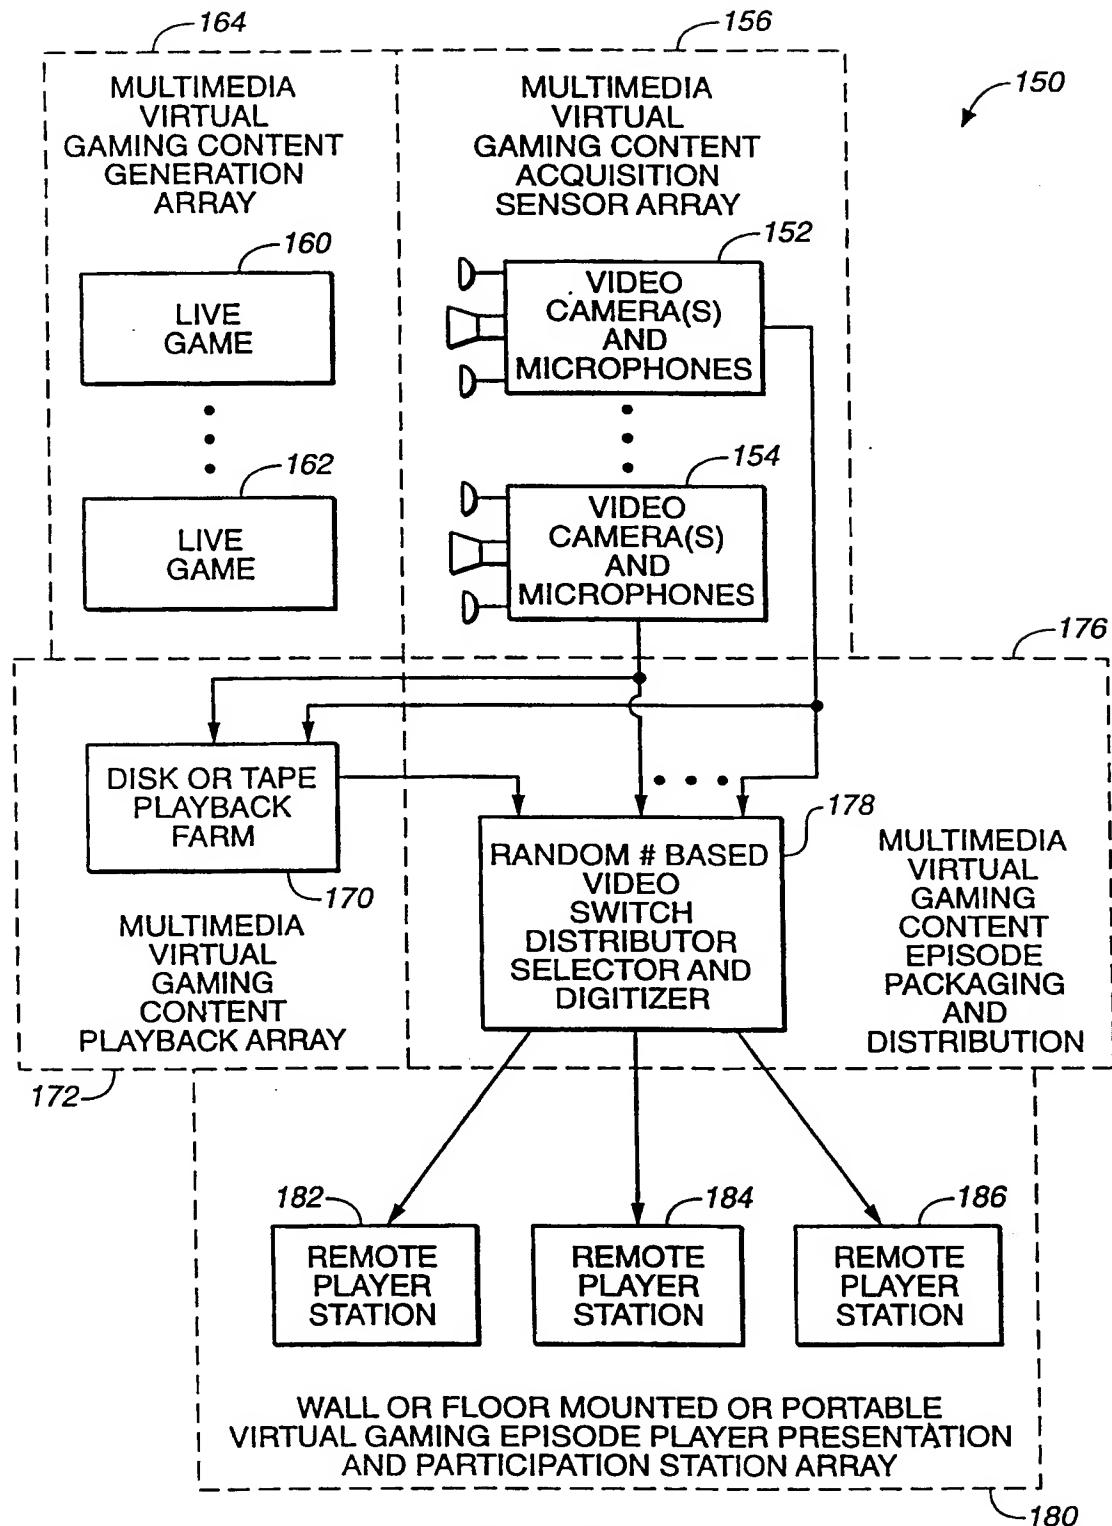 164
156
150
MULTIMEDIA
VIRTUAL
GAMING CONTENT
GENERATION
ARRAY
MULTIMEDIA
VIRTUAL
GAMING CONTENT
ACQUISITION
SENSOR ARRAY
160
LIVE
GAME
152
VIDEO
CAMERA(S)
AND
MICROPHONES
162
LIVE
GAME
154
VIDEO
CAMERA(S)
AND
MICROPHONES
176
DISK OR TAPE
PLAYBACK
FARM
170
MULTIMEDIA
VIRTUAL
GAMING
CONTENT
PLAYBACK ARRAY
172
178
RANDOM # BASED
VIDEO
SWITCH
DISTRIBUTOR
SELECTOR AND
DIGITIZER
MULTIMEDIA
VIRTUAL
GAMING
CONTENT
EPISODE
PACKAGING
AND
DISTRIBUTION
182
REMOTE
PLAYER
STATION
184
REMOTE
PLAYER
STATION
186
REMOTE
PLAYER
STATION
WALL OR FLOOR MOUNTED OR PORTABLE
VIRTUAL GAMING EPISODE PLAYER PRESENTATION
AND PARTICIPATION STATION ARRAY
180